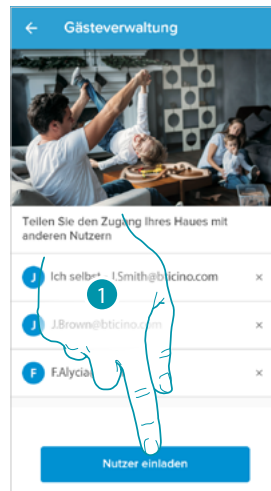 ← Gästeverwaltung
Teilen Sie den Zugang Ihres Haues mit
anderen Nutzern
J Ich selbst - J.Smith@bticino.com ×
1
J J.Brown@bticino.com ×
F F.Alycia ×
Nutzer einladen